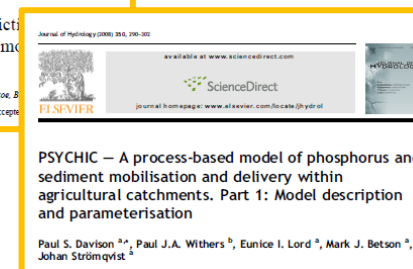 Journal of Hydrology (2008) 350, 290–302
available at www.sciencedirect.com
ScienceDirect
journal homepage: www.elsevier.com/locate/jhydrol
ELSEVIER
PSYCHIC – A process-based model of phosphorus and
sediment mobilisation and delivery within
agricultural catchments. Part 1: Model description
and parameterisation
Paul S. Davison a,*, Paul J.A. Withers b, Eunice I. Lord a, Mark J. Betson a,
Johan Strömqvist a